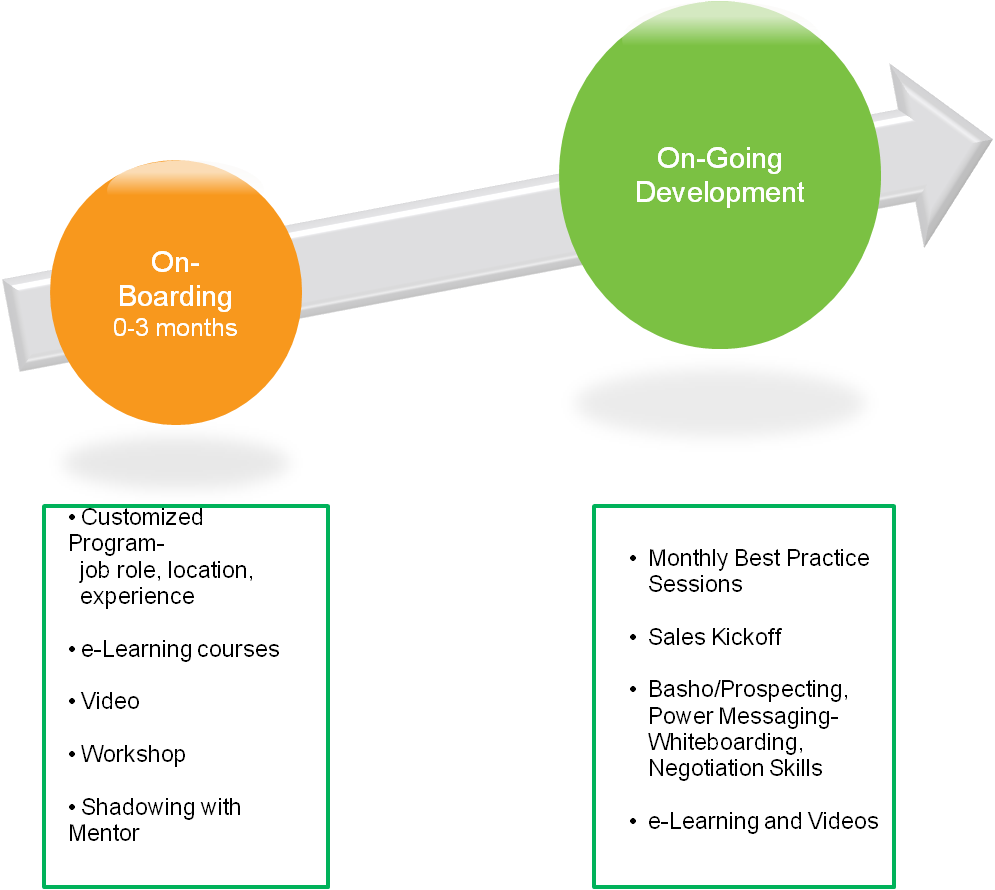 On-Going
Development
On-
Boarding
0-3 months
• Customized
Program-
job role, location,
experience
• e-Learning courses
• Video
• Workshop
• Shadowing with
Mentor
• Monthly Best Practice
Sessions
• Sales Kickoff
• Basho/Prospecting,
Power Messaging-
Whiteboarding,
Negotiation Skills
• e-Learning and Videos